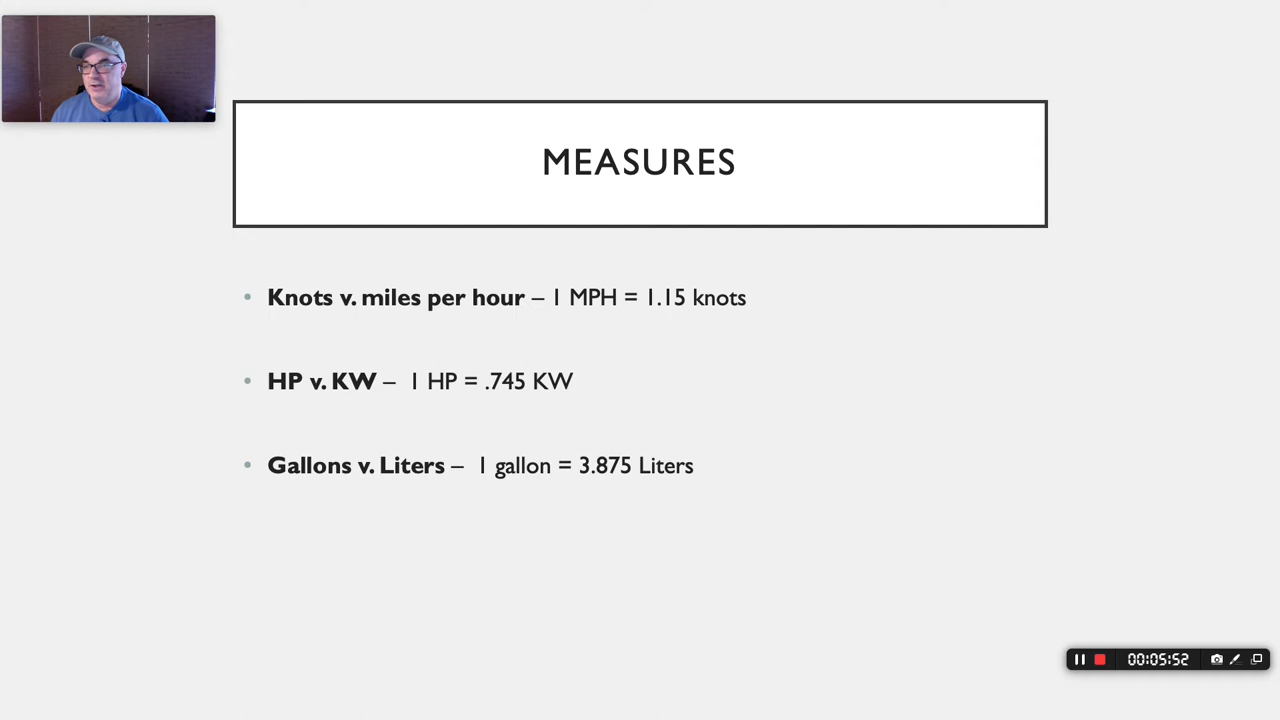 MEASURES
• Knots v. miles per hour – 1 MPH = 1.15 knots
• HP v. KW – 1 HP = .745 KW
• Gallons v. Liters – 1 gallon = 3.875 Liters
00:05:52